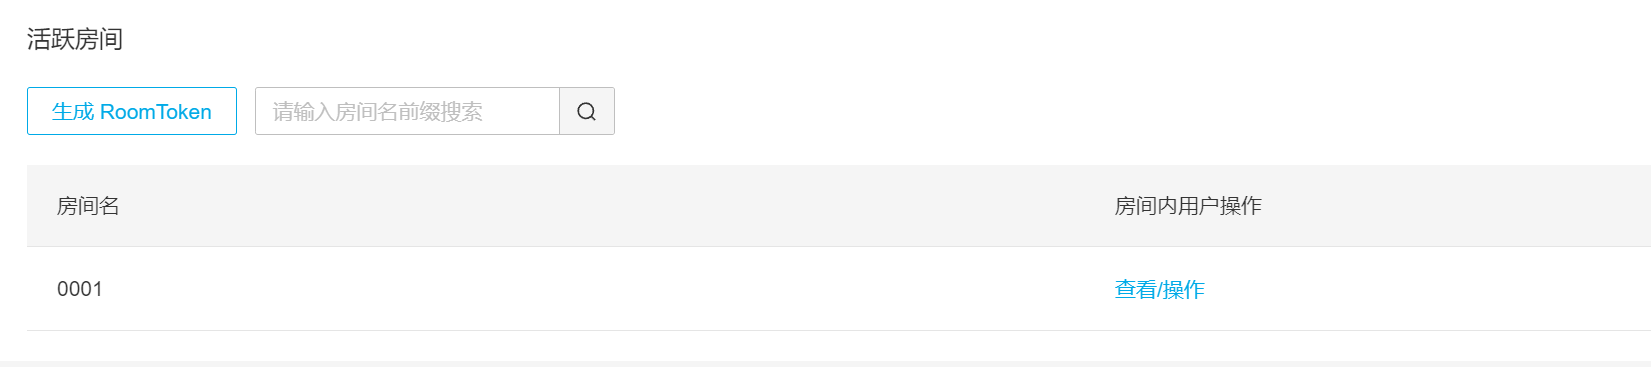 活跃房间
生成 RoomToken
请输入房间名前缀搜索
房间名
房间内用户操作
0001
查看/操作